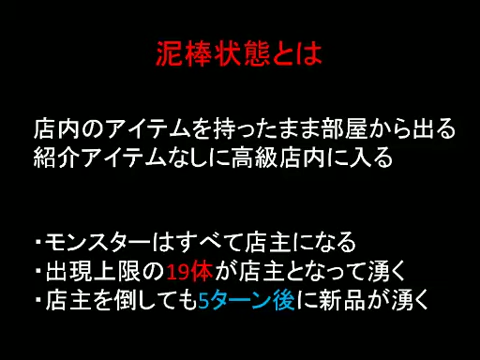 泥棒状態とは
店内のアイテムを持ったまま部屋から出る
紹介アイテムなしに高級店内に入る
・モンスターはすべて店主になる
・出現上限の19体が店主となって湧く
・店主を倒しても5ターン後に新品が湧く